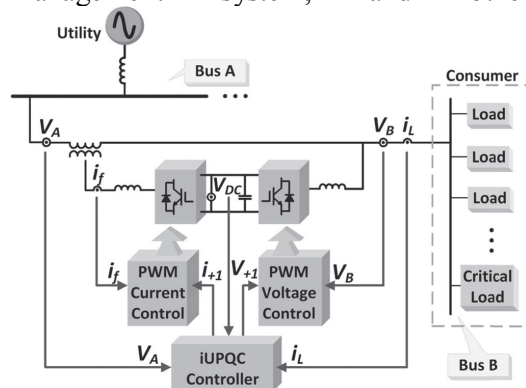 Utility
Bus A
Consumer
V_A
V_B
i_L
Load
i_f
V_DC
Load
Load
i_f
PWM
Current
Control
i_+1
V_+1
PWM
Voltage
Control
V_B
Critical
Load
V_A
iUPQC
Controller
i_L
Bus B